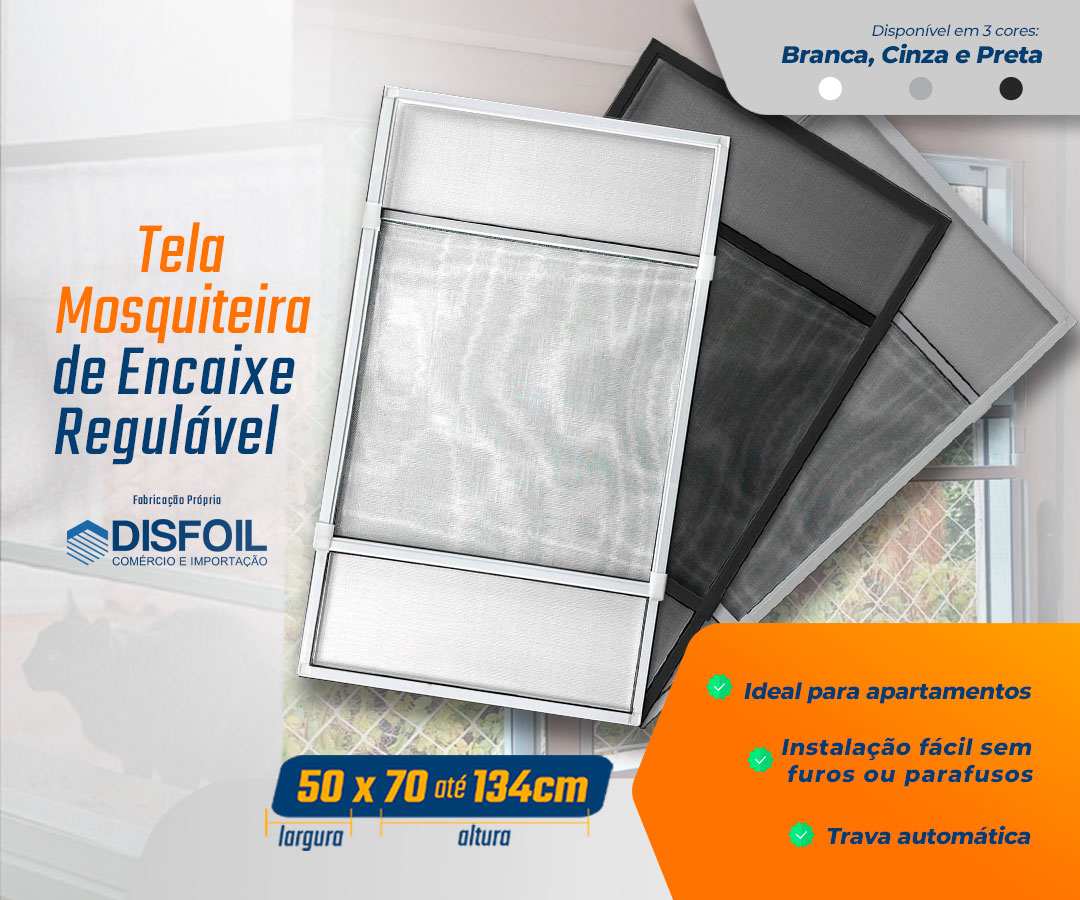 Disponível em 3 cores:
Branca, Cinza e Preta
Tela
Mosquiteira
de Encaixe
Regulável
Fabricação Própria
DISFOIL
COMÉRCIO E IMPORTAÇÃO
50 x 70 até 134cm
largura
altura
Ideal para apartamentos
Instalação fácil sem
furos ou parafusos
Trava automática